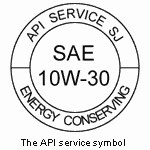 API SERVICE SJ
SAE
10W-30
ENERGY CONSERVING
The API service symbol